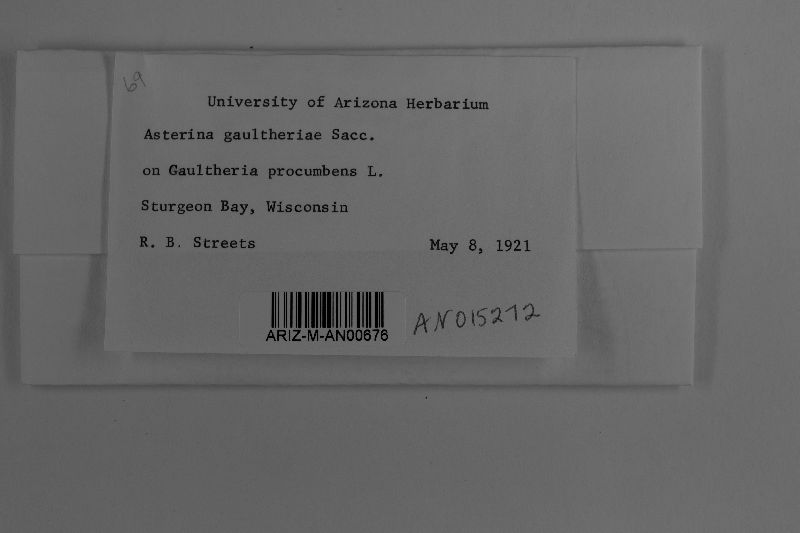 69
University of Arizona Herbarium
Asterina gaultheriae Sacc.
on Gaultheria procumbens L.
Sturgeon Bay, Wisconsin
R. B. Streets May 8, 1921
ARIZ-M-AN00676
AN015272